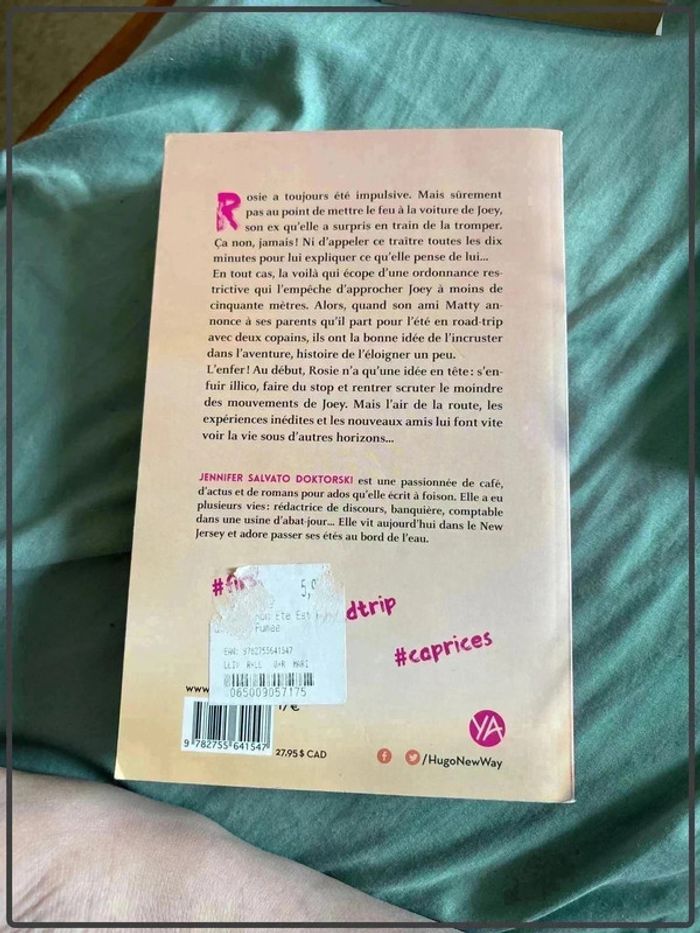 Rosie a toujours été impulsive. Mais sûrement
pas au point de mettre le feu à la voiture de Joey,
son ex qu'elle a surpris en train de la tromper.
Ça non, jamais! Ni d'appeler ce traître toutes les dix
minutes pour lui expliquer ce qu'elle pense de lui...
En tout cas, la voilà qui écope d'une ordonnance res-
trictive qui l'empêche d'approcher Joey à moins de
cinquante mètres. Alors, quand son ami Matty an-
nonce à ses parents qu'il part pour l'été en road-trip
avec deux copains, ils ont la bonne idée de l'incruster
dans l'aventure, histoire de l'éloigner un peu.
L'enfer! Au début, Rosie n'a qu'une idée en tête: s'en-
fuir illico, faire du stop et rentrer scruter le moindre
des mouvements de Joey. Mais l'air de la route, les
expériences inédites et les nouveaux amis lui font vite
voir la vie sous d'autres horizons...
JENNIFER SALVATO DOKTORSKI est une passionnée de café,
d'actus et de romans pour ados qu'elle écrit à foison. Elle a eu
plusieurs vies: rédactrice de discours, banquière, comptable
dans une usine d'abat-jour... Elle vit aujourd'hui dans le New
Jersey et adore passer ses étés au bord de l'eau.
5,9
dtrip
Été Est
Fumée
#caprices
EAN: 9782755641547
065009057175
www.
17€
9 782755 641547
27,95 $ CAD
YA
/HugoNewWay